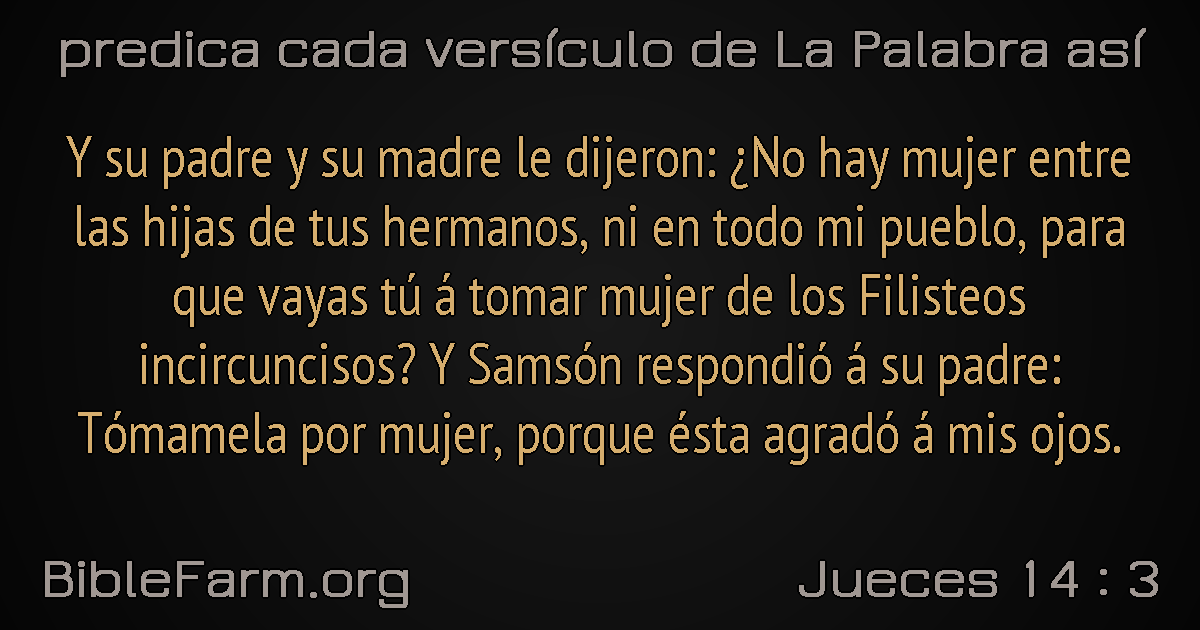 predica cada versículo de La Palabra así
Y su padre y su madre le dijeron: ¿No hay mujer entre
las hijas de tus hermanos, ni en todo mi pueblo, para
que vayas tú á tomar mujer de los Filisteos
incircuncisos? Y Samsón respondió á su padre:
Tómamela por mujer, porque ésta agradó á mis ojos.
BibleFarm.org
Jueces 14 : 3